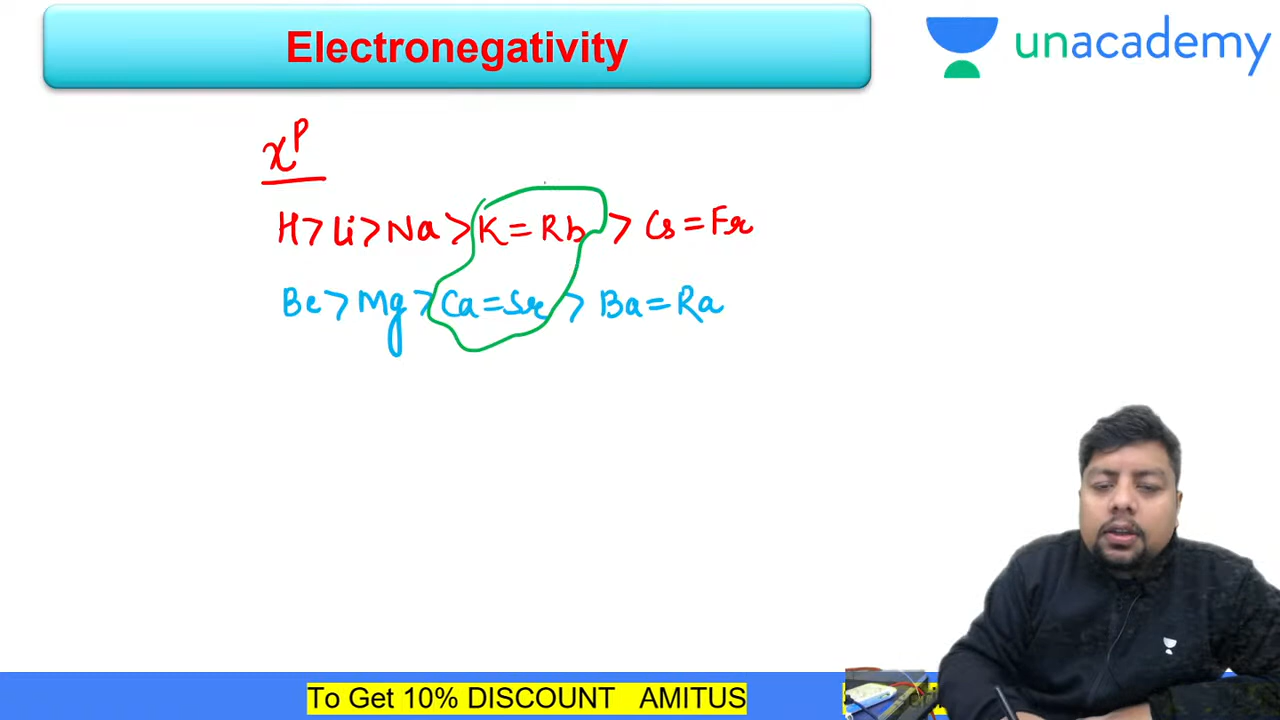 Electronegativity
unacademy
χᴾ
H > Li > Na > K = Rb > Cs = Fr
Be > Mg > Ca = Sr > Ba = Ra
To Get 10% DISCOUNT AMITUS